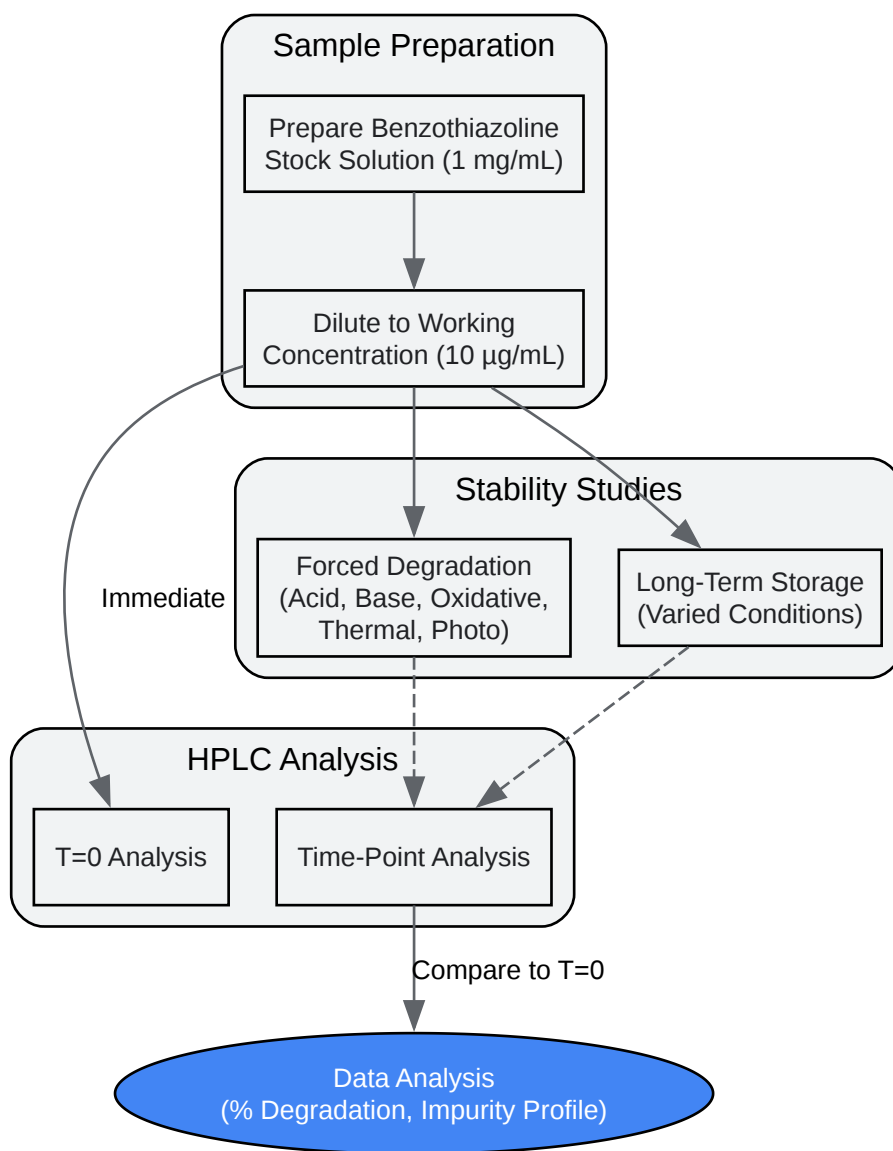 Sample Preparation
Prepare Benzothiazoline
Stock Solution (1 mg/mL)
Dilute to Working
Concentration (10 µg/mL)
Stability Studies
Forced Degradation
(Acid, Base, Oxidative,
Thermal, Photo)
Long-Term Storage
(Varied Conditions)
Immediate
HPLC Analysis
T=0 Analysis
Time-Point Analysis
Compare to T=0
Data Analysis
(% Degradation, Impurity Profile)